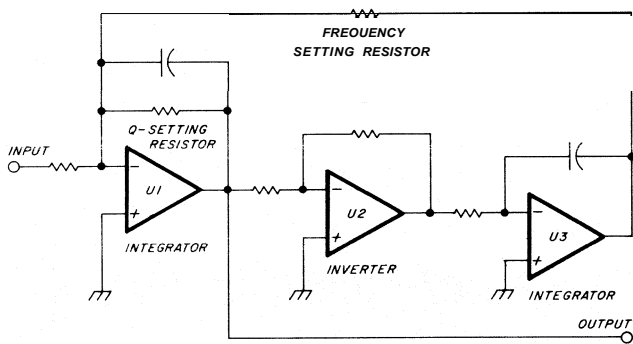 FREOUENCY
SETTING RESISTOR
Q-SETTING
RESISTOR
INPUT
-
U1
+
INTEGRATOR
-
U2
+
INVERTER
-
U3
+
INTEGRATOR
OUTPUT